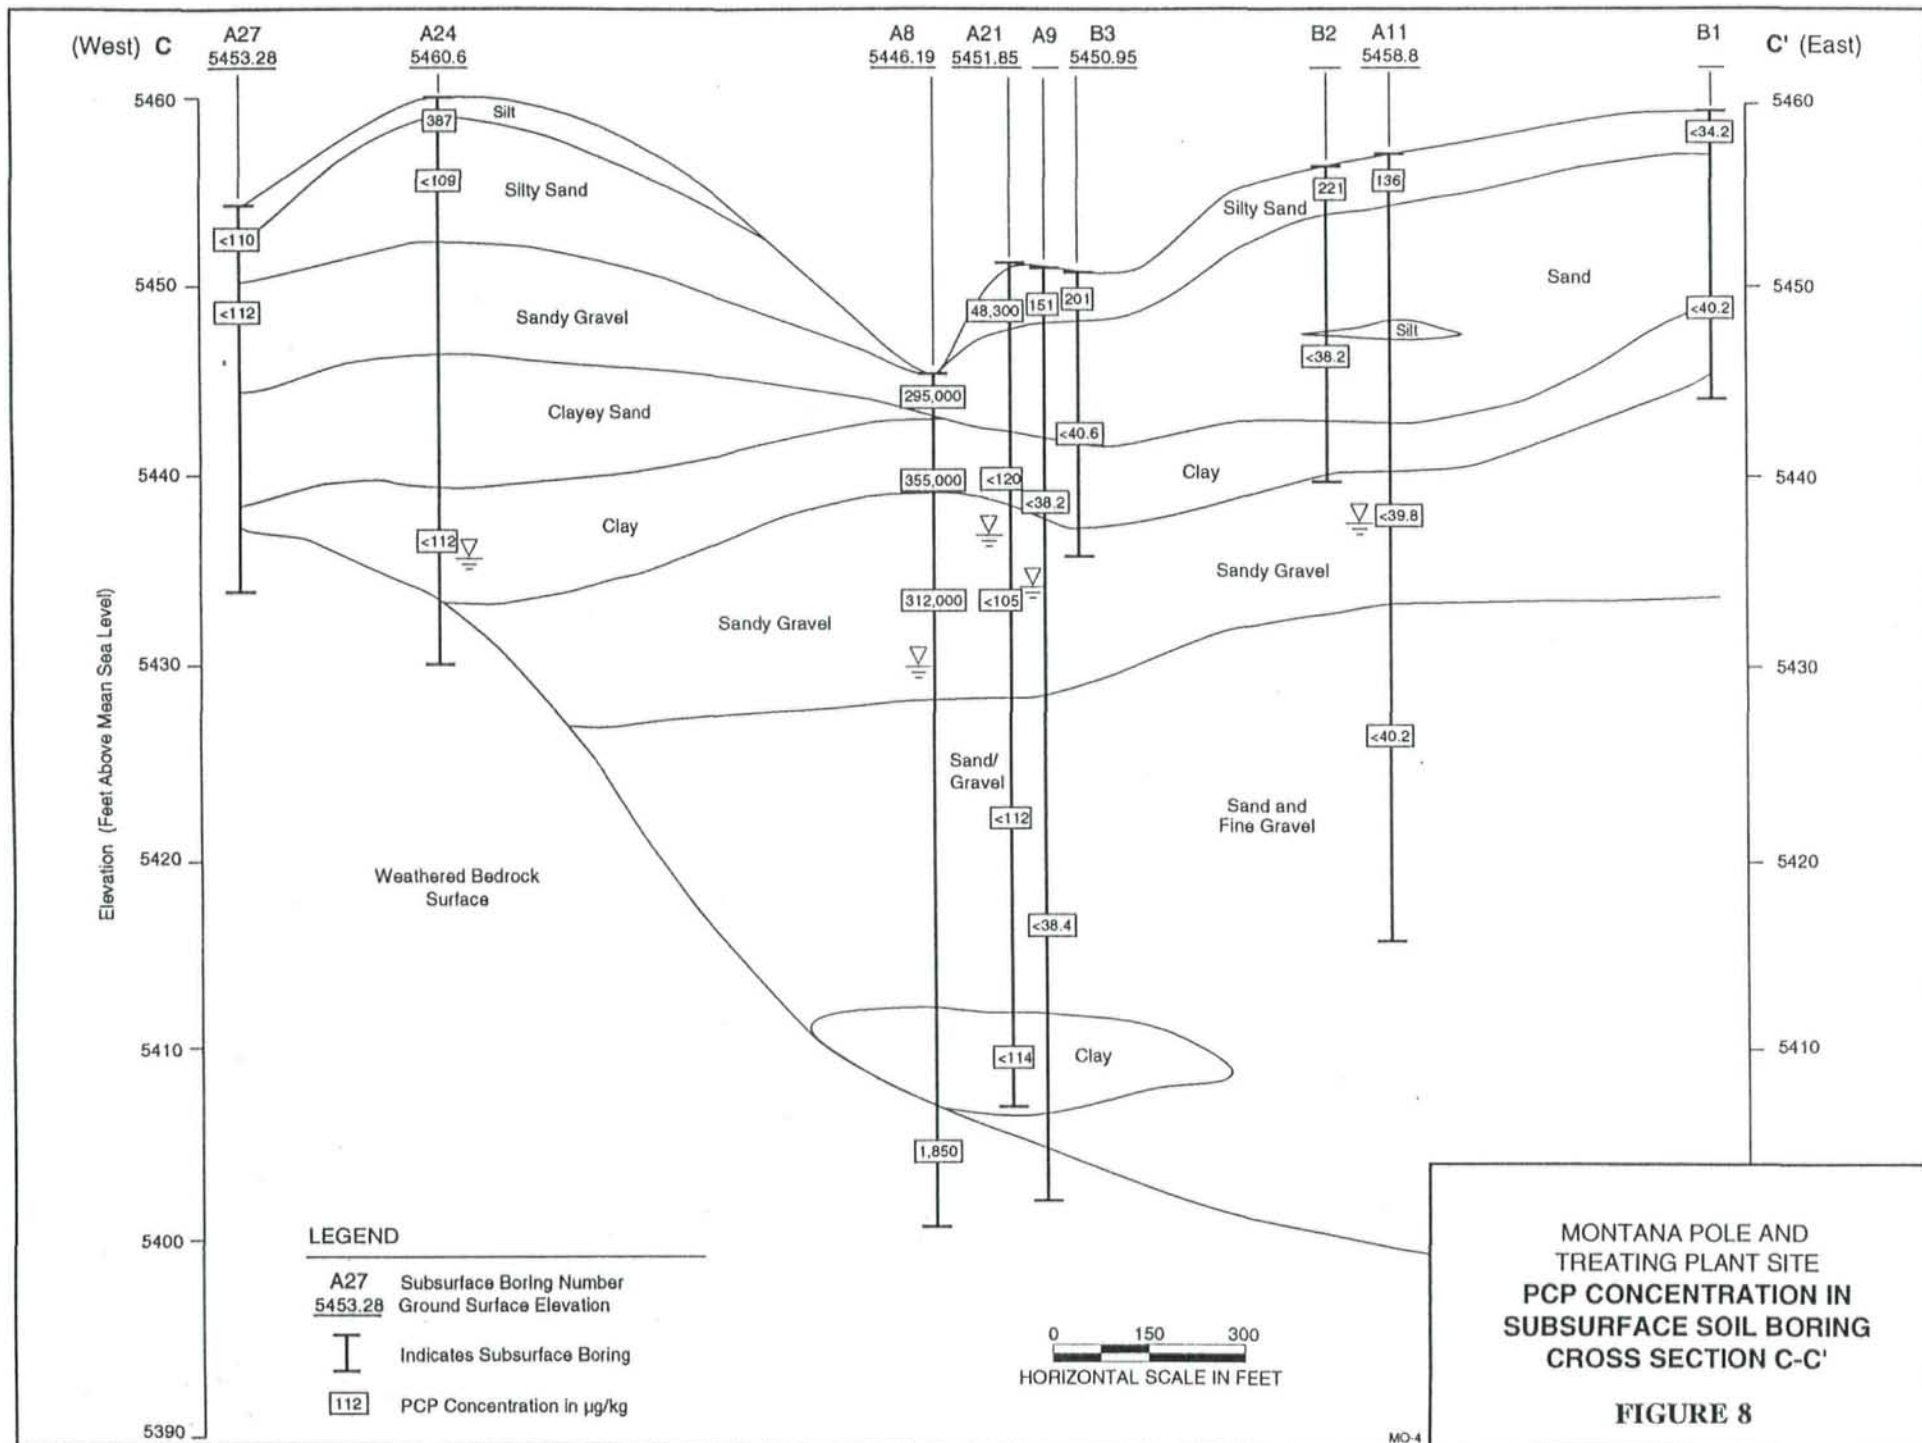 (West) C
A27
5453.28
A24
5460.6
A8
5446.19
A21
5451.85
A9
B3
5450.95
B2
A11
5458.8
B1
C' (East)
5460
5450
5440
5430
5420
5410
5400
5390
Elevation (Feet Above Mean Sea Level)
5460
5450
5440
5430
5420
5410
<110
<112
387
<109
<112
295,000
355,000
312,000
1,850
48,300
<120
<105
<112
<114
151
<38.2
<38.4
201
<40.6
221
<38.2
136
<39.8
<40.2
<34.2
<40.2
Silt
Silty Sand
Sandy Gravel
Clayey Sand
Clay
Sandy Gravel
Weathered Bedrock
Surface
Sand/
Gravel
Clay
Silty Sand
Sand
Silt
Clay
Sandy Gravel
Sand and
Fine Gravel
LEGEND
A27 Subsurface Boring Number
5453.28 Ground Surface Elevation
Indicates Subsurface Boring
112 PCP Concentration in µg/kg
0 150 300
HORIZONTAL SCALE IN FEET
MONTANA POLE AND
TREATING PLANT SITE
PCP CONCENTRATION IN
SUBSURFACE SOIL BORING
CROSS SECTION C-C'
FIGURE 8
MO-4